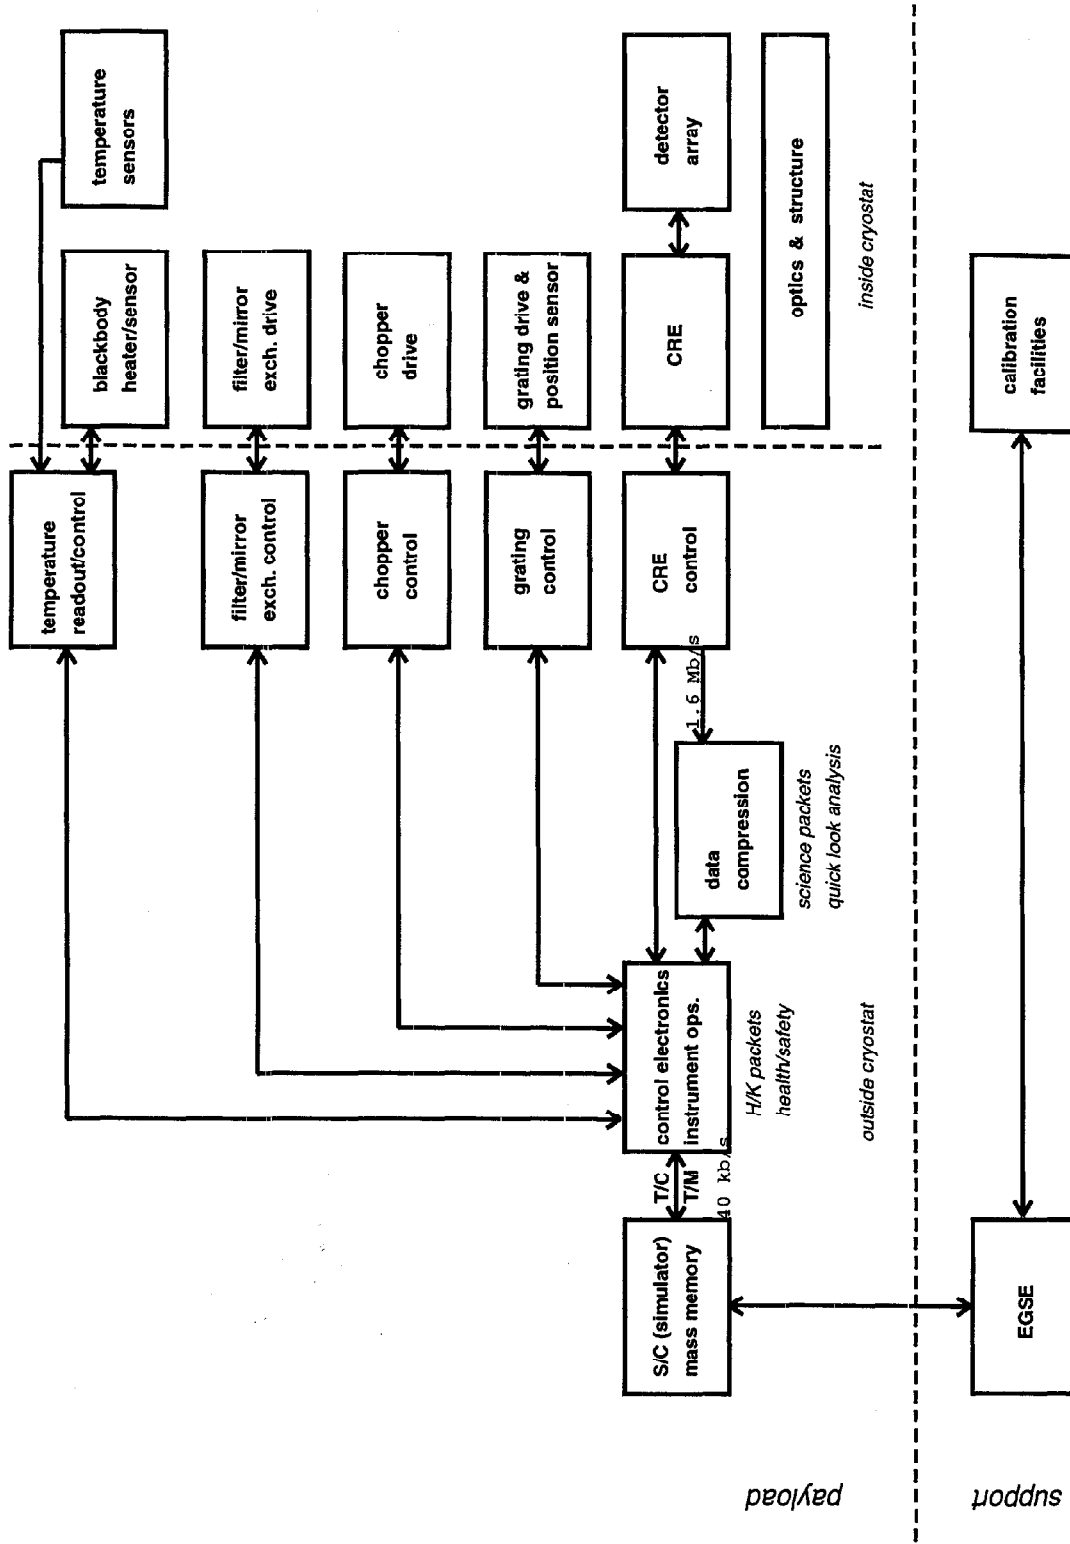 temperature
sensors
blackbody
heater/sensor
temperature
readout/control
filter/mirror
exch. drive
filter/mirror
exch. control
chopper
drive
chopper
control
grating drive &
position sensor
grating
control
detector
array
CRE
CRE
control
1.6 Mb/s
optics & structure
inside cryostat
data
compression
science packets
quick look analysis
control electronics
instrument ops.
H/K packets
health/safety
outside cryostat
T/C
T/M
40 kb/s
S/C (simulator)
mass memory
payload
calibration
facilities
EGSE
support